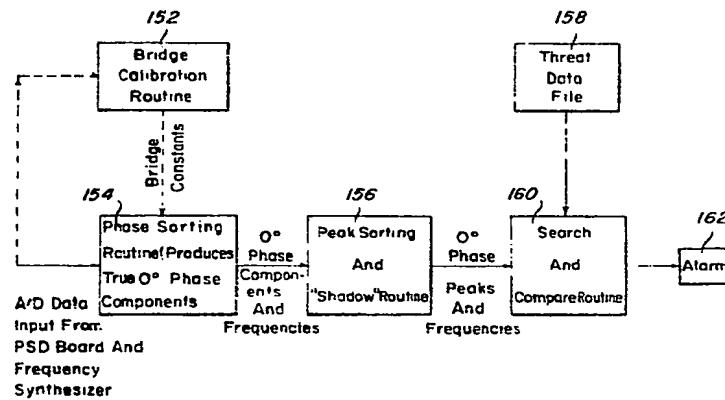 152
Bridge
Calibration
Routine
158
Threat
Data
File
Bridge
Constants
154
Phase Sorting
Routine(Produces
True 0° Phase
Components
0°
Phase
Compon-
ents
And
Frequencies
156
Peak Sorting
And
"Shadow" Routine
0°
Phase
Peaks
And
Frequencies
160
Search
And
Compare Routine
162
Alarm
A/D Data
Input From
PSD Board And
Frequency
Synthesizer